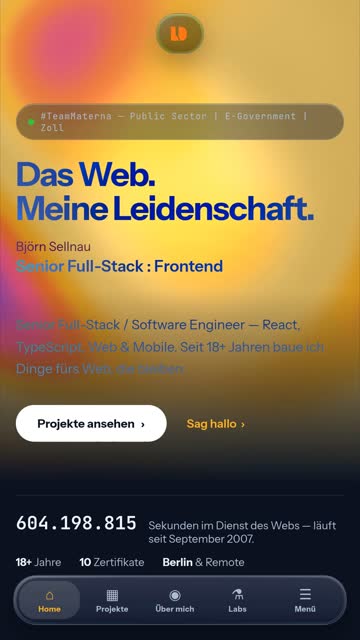 #TeamMaterna — Public Sector | E-Government |
Zoll
Das Web.
Meine Leidenschaft.
Björn Sellnau
Senior Full-Stack : Frontend
Senior Full-Stack / Software Engineer — React,
TypeScript, Web & Mobile. Seit 18+ Jahren baue ich
Dinge fürs Web, die bleiben.
Projekte ansehen ›
Sag hallo ›
604.198.815 Sekunden im Dienst des Webs — läuft
seit September 2007.
18+ Jahre 10 Zertifikate Berlin & Remote
Home Projekte Über mich Labs Menü